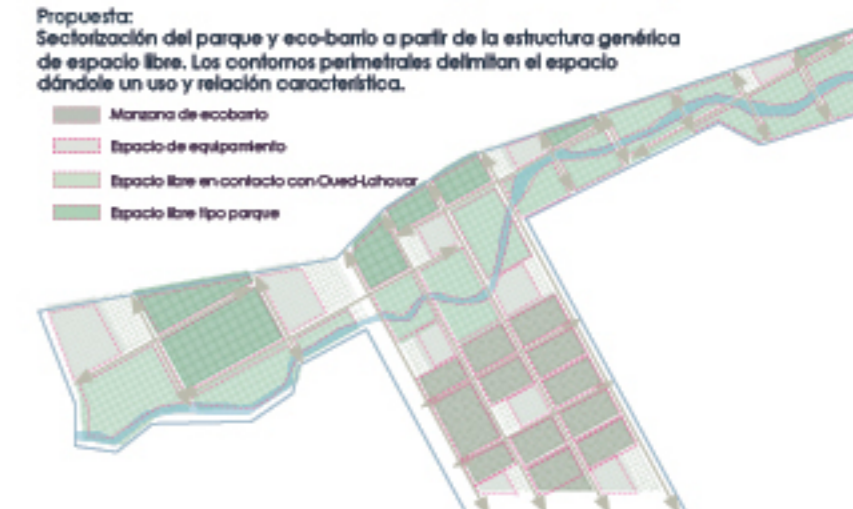 Propuesta:
Sectorización del parque y eco-barrio a partir de la estructura genérica
de espacio libre. Los contornos perimetrales delimitan el espacio
dándole un uso y relación característica.
Manzana de ecobarrio
Espacio de equipamiento
Espacio libre en contacto con Oued-Lahouar
Espacio libre tipo parque